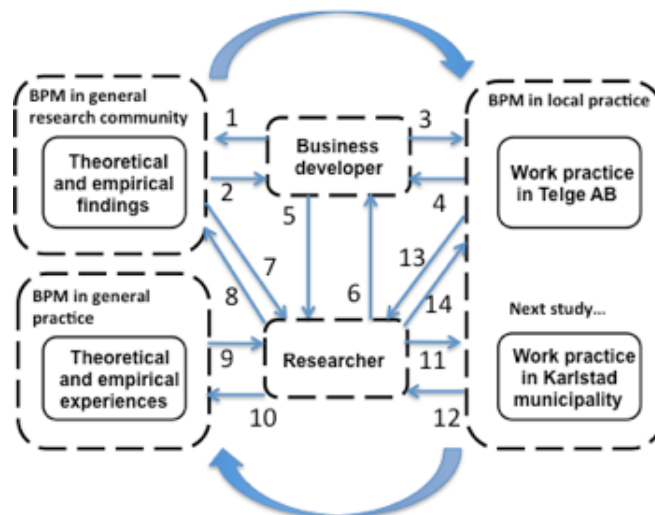 BPM in general
research community
Theoretical
and empirical
findings
1
2
Business
developer
3
4
BPM in local practice
Work practice
in Telge AB
5
6
7
8
13
14
BPM in general
practice
Theoretical
and empirical
experiences
9
10
Researcher
11
12
Next study...
Work practice
in Karlstad
municipality